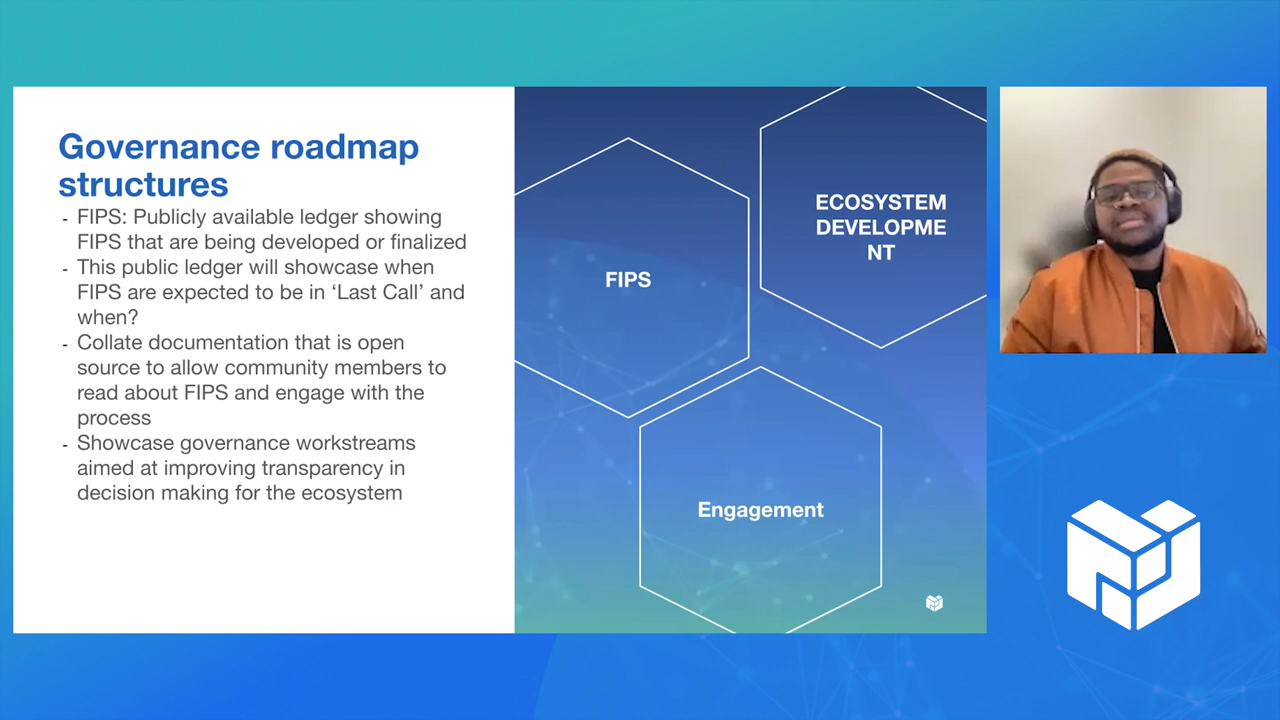 Governance roadmap
structures
- FIPS: Publicly available ledger showing
FIPS that are being developed or finalized
- This public ledger will showcase when
FIPS are expected to be in ‘Last Call’ and
when?
- Collate documentation that is open
source to allow community members to
read about FIPS and engage with the
process
- Showcase governance workstreams
aimed at improving transparency in
decision making for the ecosystem
FIPS
ECOSYSTEM
DEVELOPME
NT
Engagement